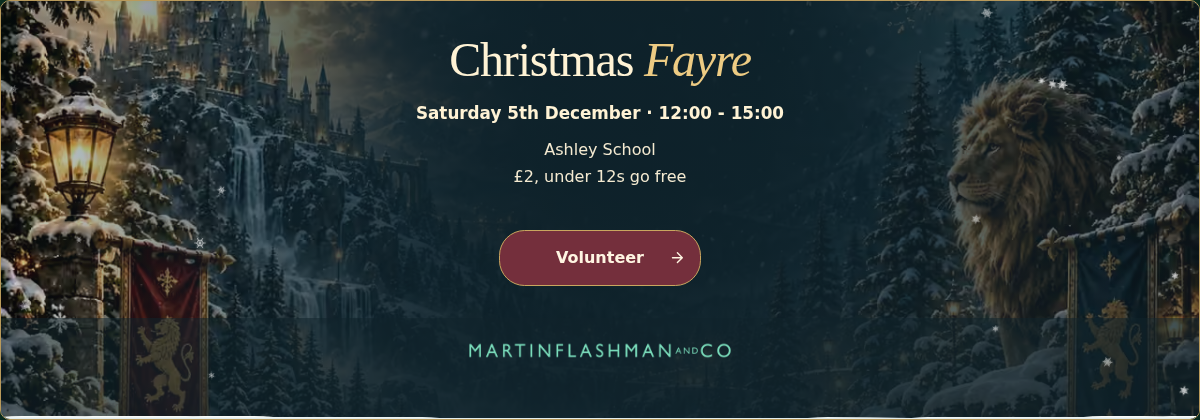 Christmas Fayre
Saturday 5th December · 12:00 - 15:00
Ashley School
£2, under 12s go free
Volunteer →
MARTINFLASHMANANDCO